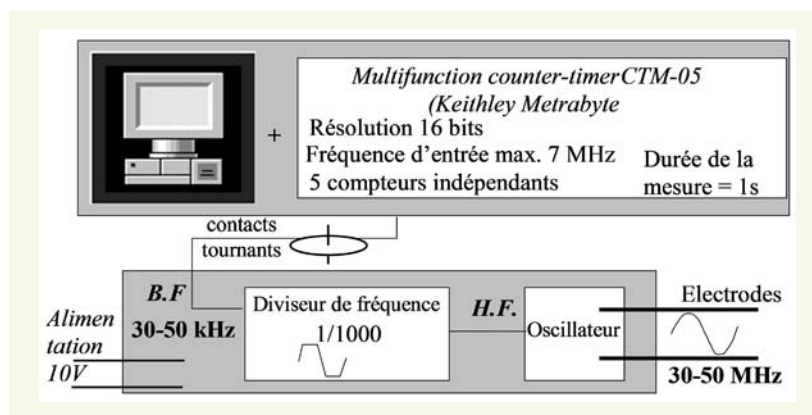 Multifunction counter-timerCTM-05
(Keithley Metrabyte
+
Résolution 16 bits
Fréquence d'entrée max. 7 MHz
5 compteurs indépendants
Durée de la
mesure = 1s
contacts
tournants
B.F
30-50 kHz
Alimen
tation
10V
Diviseur de fréquence
1/1000
H.F.
Oscillateur
Electrodes
30-50 MHz